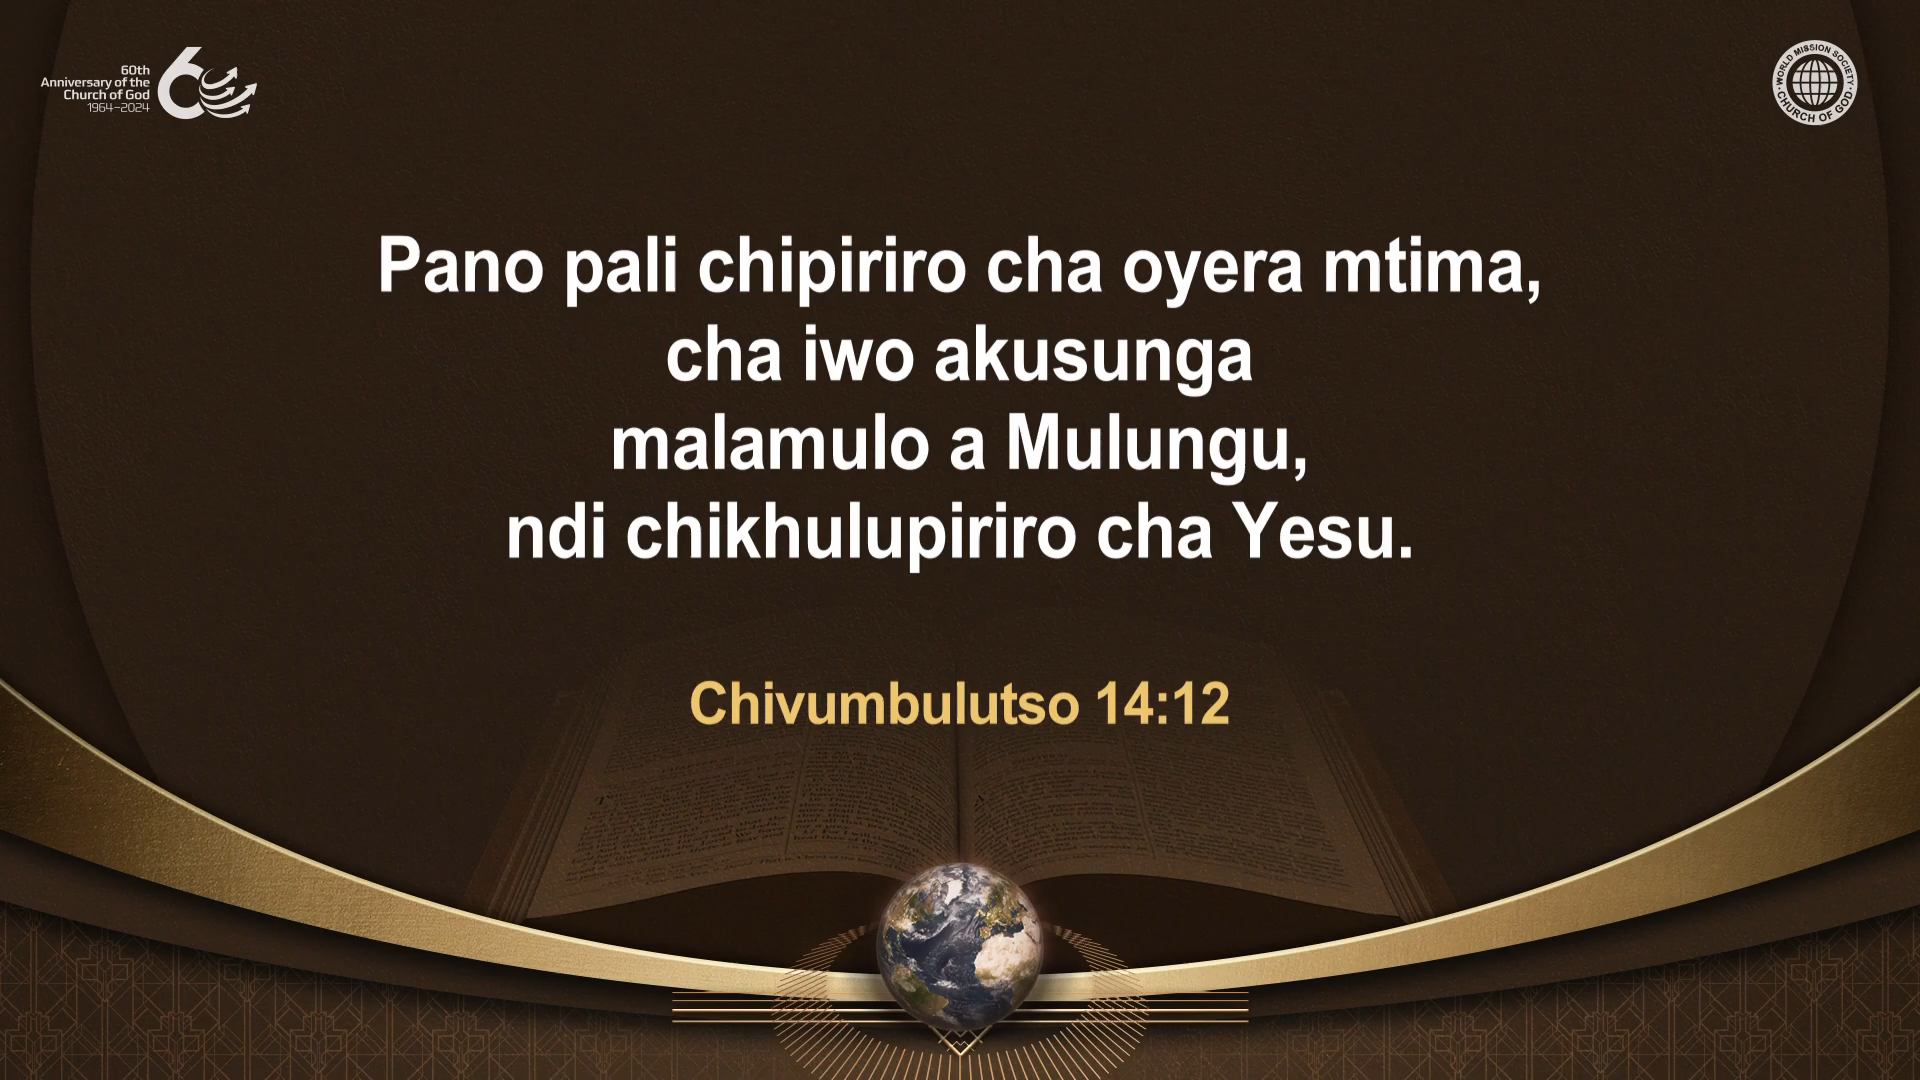 60th
Anniversary of the
Church of God
1964–2024
WORLD MISSION SOCIETY
CHURCH OF GOD
Pano pali chipiriro cha oyera mtima,
cha iwo akusunga
malamulo a Mulungu,
ndi chikhulupiriro cha Yesu.
Chivumbulutso 14:12